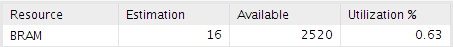 Resource Estimation Available Utilization %
BRAM 16 2520 0.63